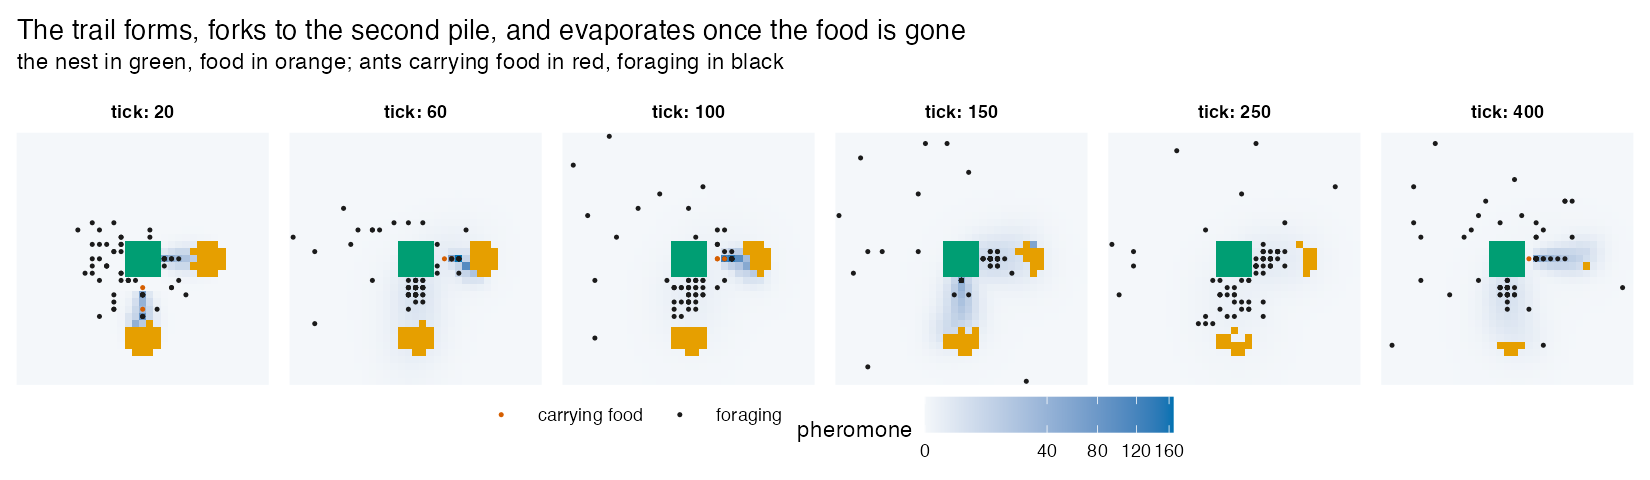 The trail forms, forks to the second pile, and evaporates once the food is gone
the nest in green, food in orange; ants carrying food in red, foraging in black
tick: 20 tick: 60 tick: 100 tick: 150 tick: 250 tick: 400
carrying food foraging pheromone
0 40 80 120 160